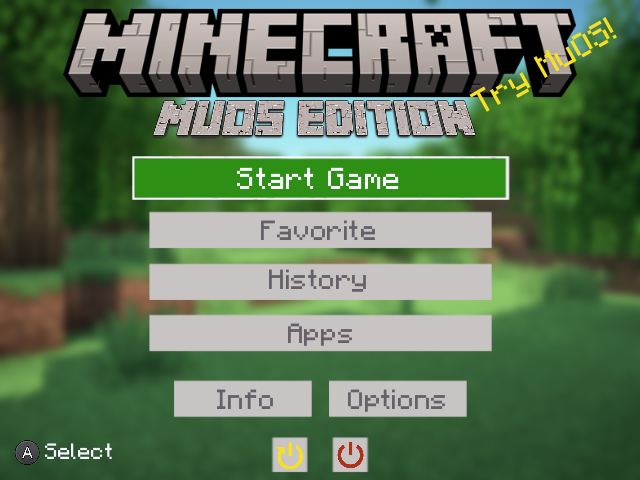 MINECRAFT
Try MuOS!
MUOS EDITION
Start Game
Favorite
History
Apps
Info
Options
A Select